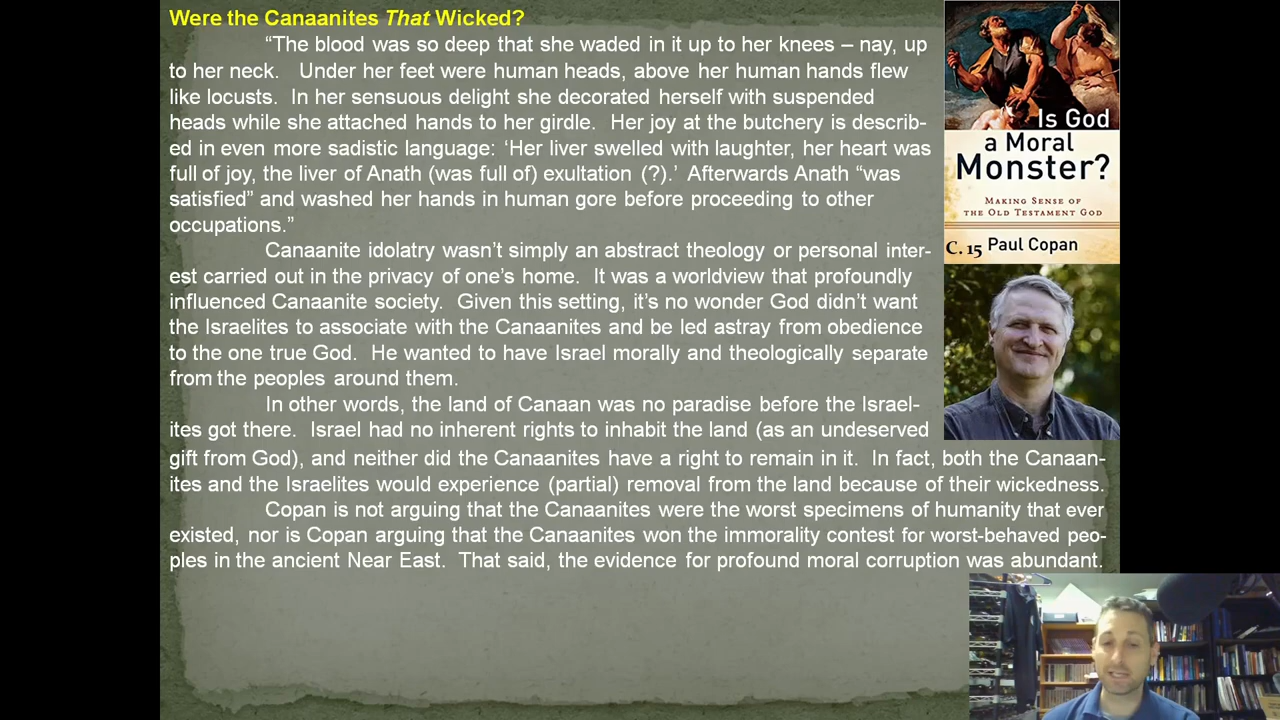 Were the Canaanites That Wicked?
“The blood was so deep that she waded in it up to her knees – nay, up
to her neck. Under her feet were human heads, above her human hands flew
like locusts. In her sensuous delight she decorated herself with suspended
heads while she attached hands to her girdle. Her joy at the butchery is describ-
ed in even more sadistic language: ‘Her liver swelled with laughter, her heart was
full of joy, the liver of Anath (was full of) exultation (?).’ Afterwards Anath “was
satisfied” and washed her hands in human gore before proceeding to other
occupations.”
Canaanite idolatry wasn’t simply an abstract theology or personal inter-
est carried out in the privacy of one’s home. It was a worldview that profoundly
influenced Canaanite society. Given this setting, it’s no wonder God didn’t want
the Israelites to associate with the Canaanites and be led astray from obedience
to the one true God. He wanted to have Israel morally and theologically separate
from the peoples around them.
In other words, the land of Canaan was no paradise before the Israel-
ites got there. Israel had no inherent rights to inhabit the land (as an undeserved
gift from God), and neither did the Canaanites have a right to remain in it. In fact, both the Canaan-
ites and the Israelites would experience (partial) removal from the land because of their wickedness.
Copan is not arguing that the Canaanites were the worst specimens of humanity that ever
existed, nor is Copan arguing that the Canaanites won the immorality contest for worst-behaved peo-
ples in the ancient Near East. That said, the evidence for profound moral corruption was abundant.
Is God
a Moral
Monster?
MAKING SENSE OF
THE OLD TESTAMENT GOD
C. 15 Paul Copan